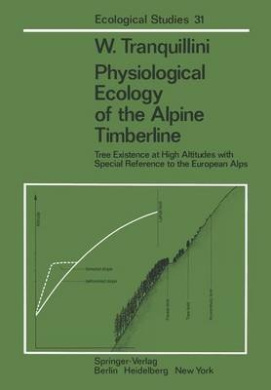 Ecological Studies 31
W. Tranquillini
Physiological
Ecology
of the Alpine
Timberline
Tree Existence at High Altitudes with
Special Reference to the European Alps
Springer-Verlag
Berlin Heidelberg New York